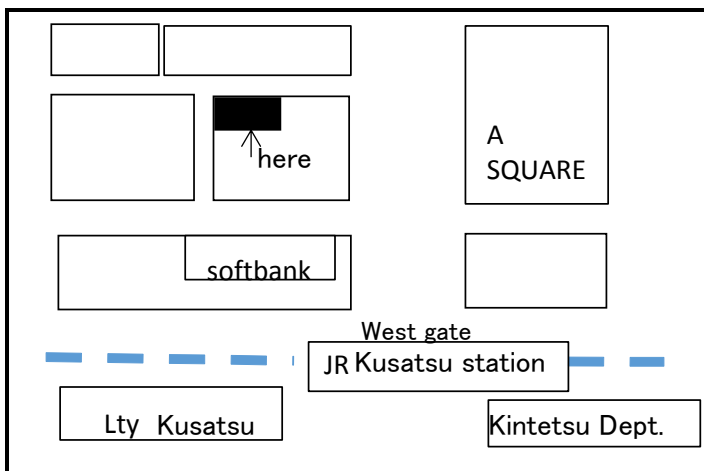 here
A
SQUARE
softbank
West gate
JR Kusatsu station
Lty Kusatsu
Kintetsu Dept.